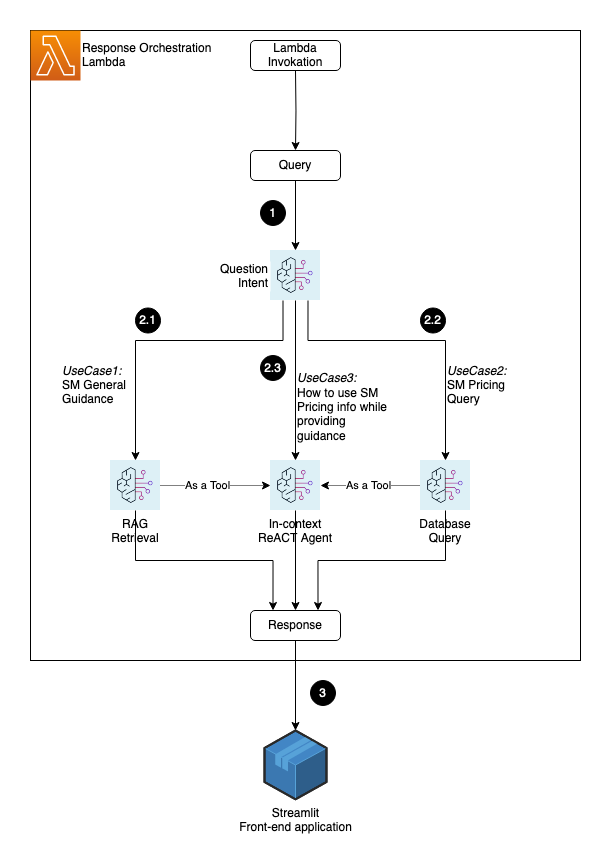 Response Orchestration
Lambda
Lambda
Invokation
Query
1
Question
Intent
2.1
2.2
2.3
UseCase1:
SM General
Guidance
UseCase3:
How to use SM
Pricing info while
providing
guidance
UseCase2:
SM Pricing
Query
As a Tool
As a Tool
RAG
Retrieval
In-context
ReACT Agent
Database
Query
Response
3
Streamlit
Front-end application